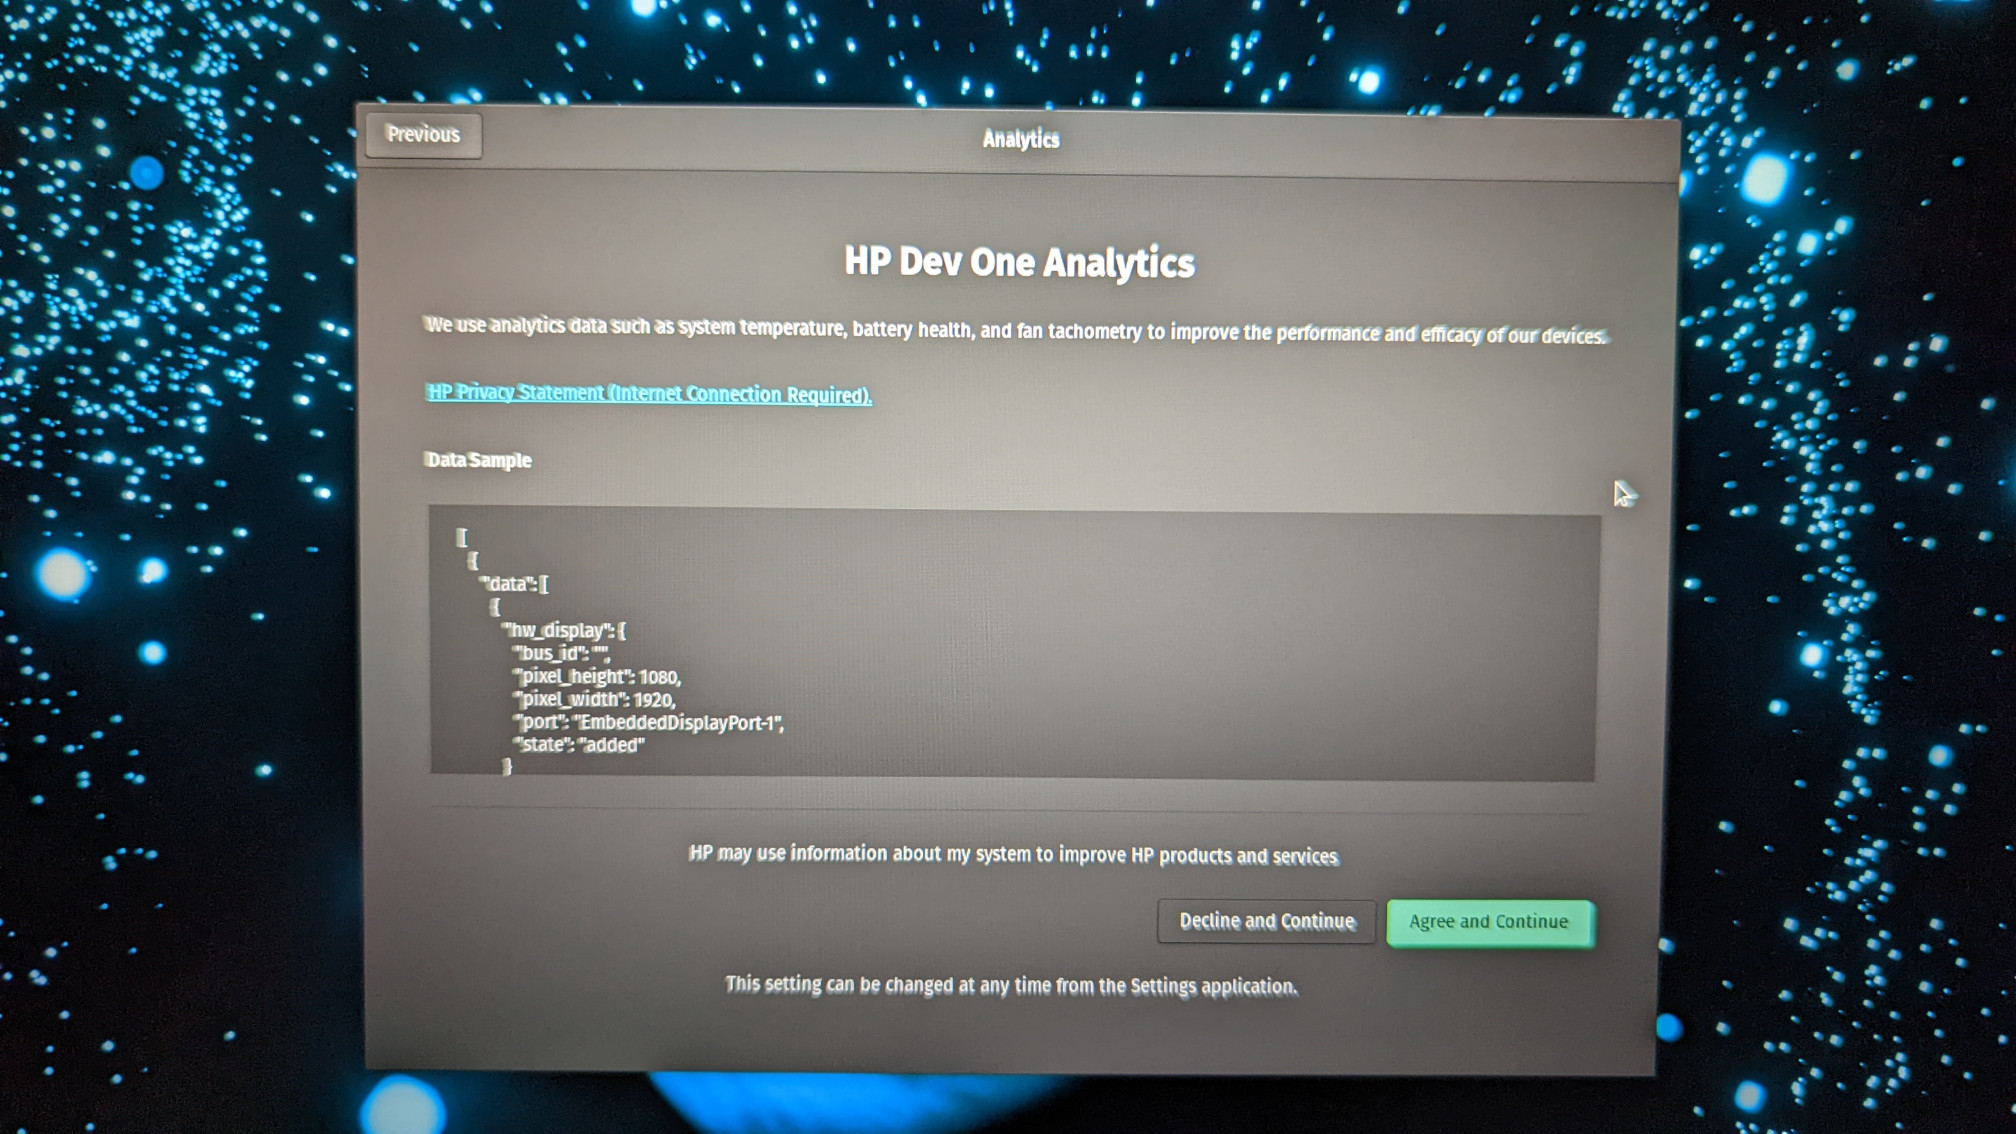 Previous
Analytics
HP Dev One Analytics
We use analytics data such as system temperature, battery health, and fan tachometry to improve the performance and efficacy of our devices.
HP Privacy Statement (Internet Connection Required).
Data Sample
[
{
"data": [
{
"hw_display": {
"bus_id": "",
"pixel_height": 1080,
"pixel_width": 1920,
"port": "EmbeddedDisplayPort-1",
"state": "added"
}
HP may use information about my system to improve HP products and services
Decline and Continue
Agree and Continue
This setting can be changed at any time from the Settings application.